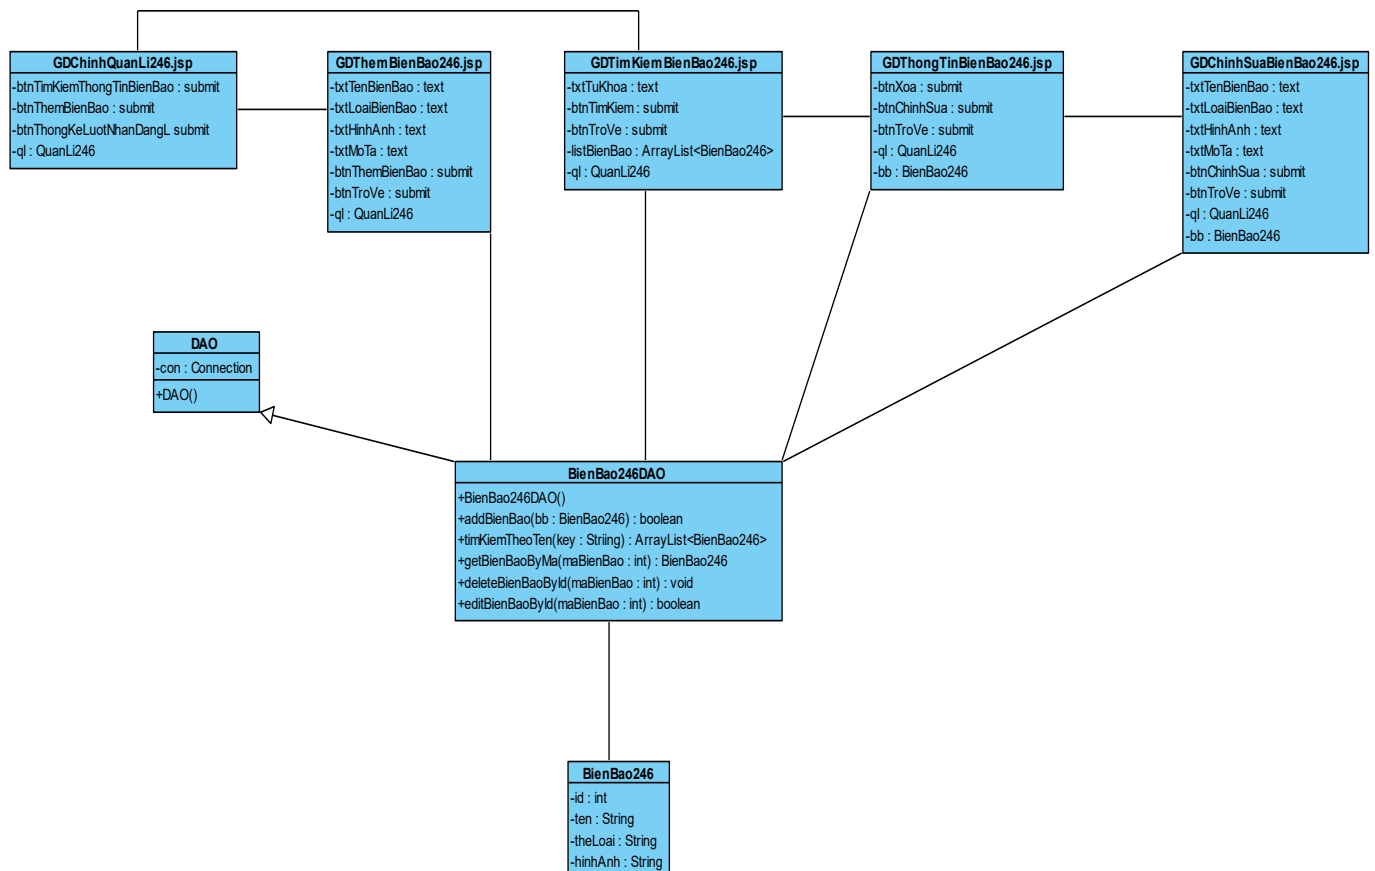 GDChinhQuanLi246.jsp
-btnTimKiemThongTinBienBao : submit
-btnThemBienBao : submit
-btnThongKeLuotNhanDangL submit
-ql : QuanLi246
GDThemBienBao246.jsp
-txtTenBienBao : text
-txtLoaiBienBao : text
-txtHinhAnh : text
-txtMoTa : text
-btnThemBienBao : submit
-btnTroVe : submit
-ql : QuanLi246
GDTimKiemBienBao246.jsp
-txtTuKhoa : text
-btnTimKiem : submit
-btnTroVe : submit
-listBienBao : ArrayList<BienBao246>
-ql : QuanLi246
GDThongTinBienBao246.jsp
-btnXoa : submit
-btnChinhSua : submit
-btnTroVe : submit
-ql : QuanLi246
-bb : BienBao246
GDChinhSuaBienBao246.jsp
-txtTenBienBao : text
-txtLoaiBienBao : text
-txtHinhAnh : text
-txtMoTa : text
-btnChinhSua : submit
-btnTroVe : submit
-ql : QuanLi246
-bb : BienBao246
DAO
-con : Connection
+DAO()
BienBao246DAO
+BienBao246DAO()
+addBienBao(bb : BienBao246) : boolean
+timKiemTheoTen(key : Striing) : ArrayList<BienBao246>
+getBienBaoByMa(maBienBao : int) : BienBao246
+deleteBienBaoById(maBienBao : int) : void
+editBienBaoById(maBienBao : int) : boolean
BienBao246
-id : int
-ten : String
-theLoai : String
-hinhAnh : String